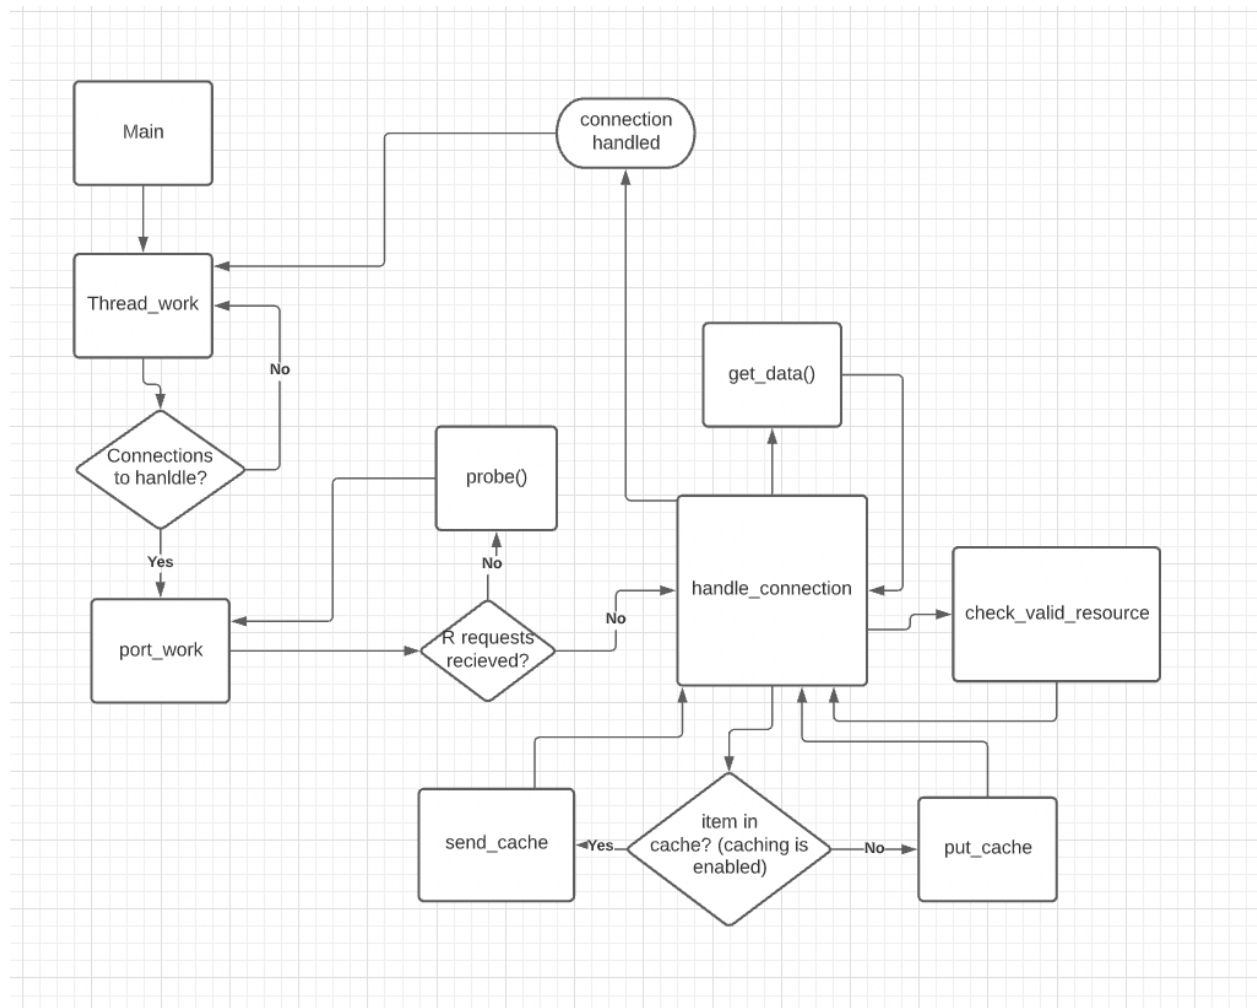 Main
connection
handled
Thread_work
No
get_data()
Connections
to hanldle?
probe()
Yes
No
handle_connection
check_valid_resource
No
R requests
recieved?
port_work
item in
cache? (caching is
enabled)
send_cache
Yes
No
put_cache